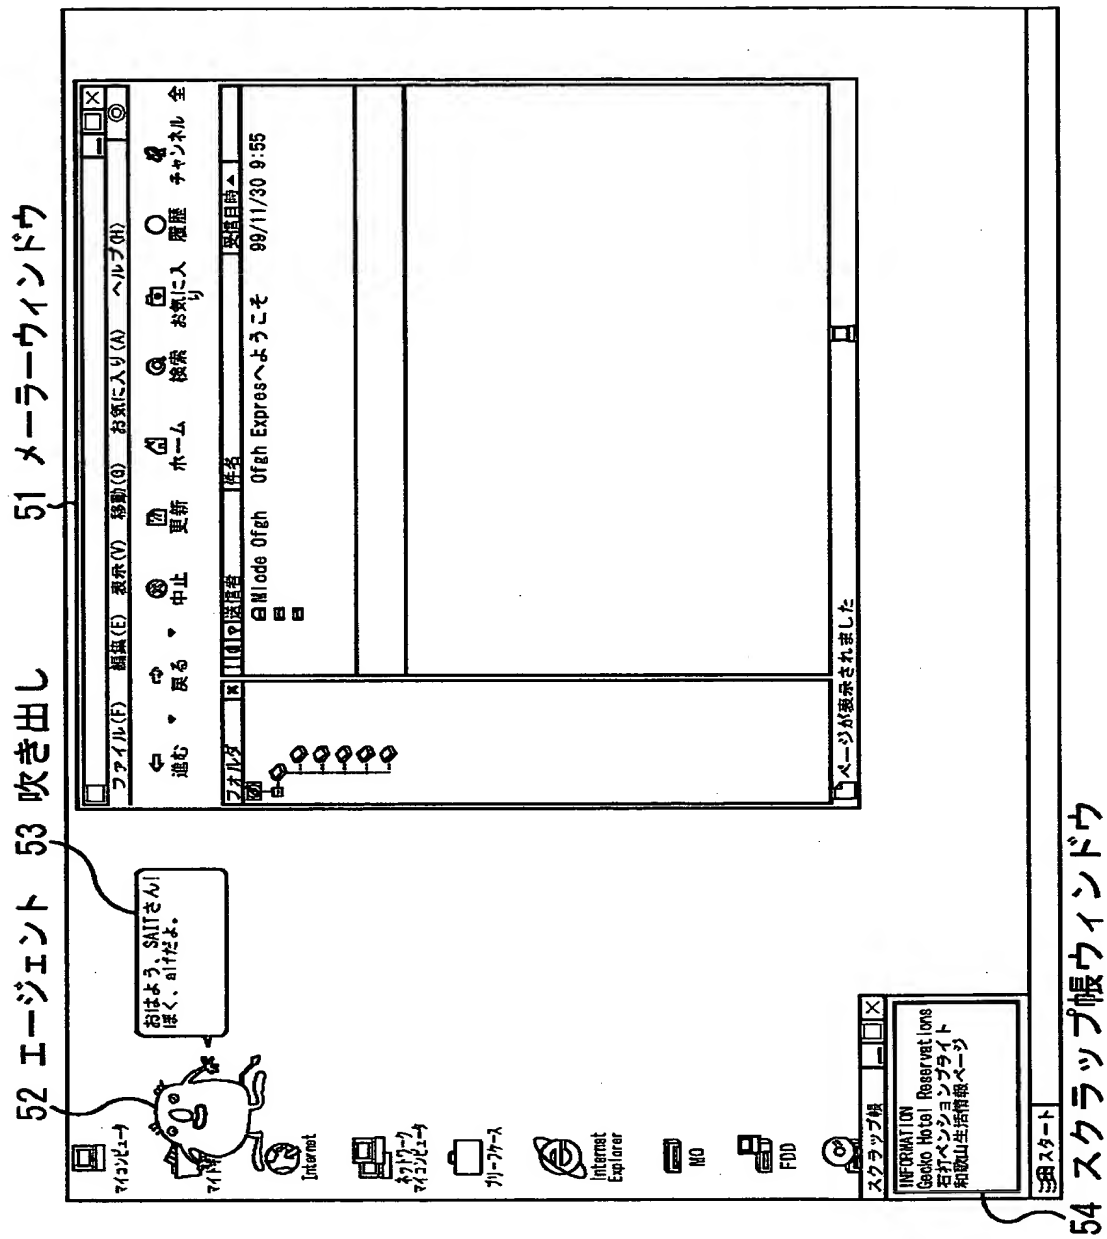 52 エージェント
53 吹き出し
51 メーラーウィンドウ
マイコンピュータ
Internet
ネットワーク
マイコンピュータ
ブリーフケース
Internet
Explorer
MO
FDD
おはよう、SAITさん!
ぼく、alfだよ。
ファイル(F) 編集(E) 表示(V) 移動(G) お気に入り(A) ヘルプ(H)
進む 戻る 中止 更新 ホーム 検索 お気に入り 履歴 チャンネル 全
フォルダ
送信者 件名 受信日時
Mlode Ofgh Ofgh Expresへようこそ 99/11/30 9:55
ページが表示されました
スクラップ帳
INFORMATION
Gecko Hotel Reservations
石打ペンションブライト
和歌山生活情報ページ
スタート
54 スクラップ帳ウィンドウ